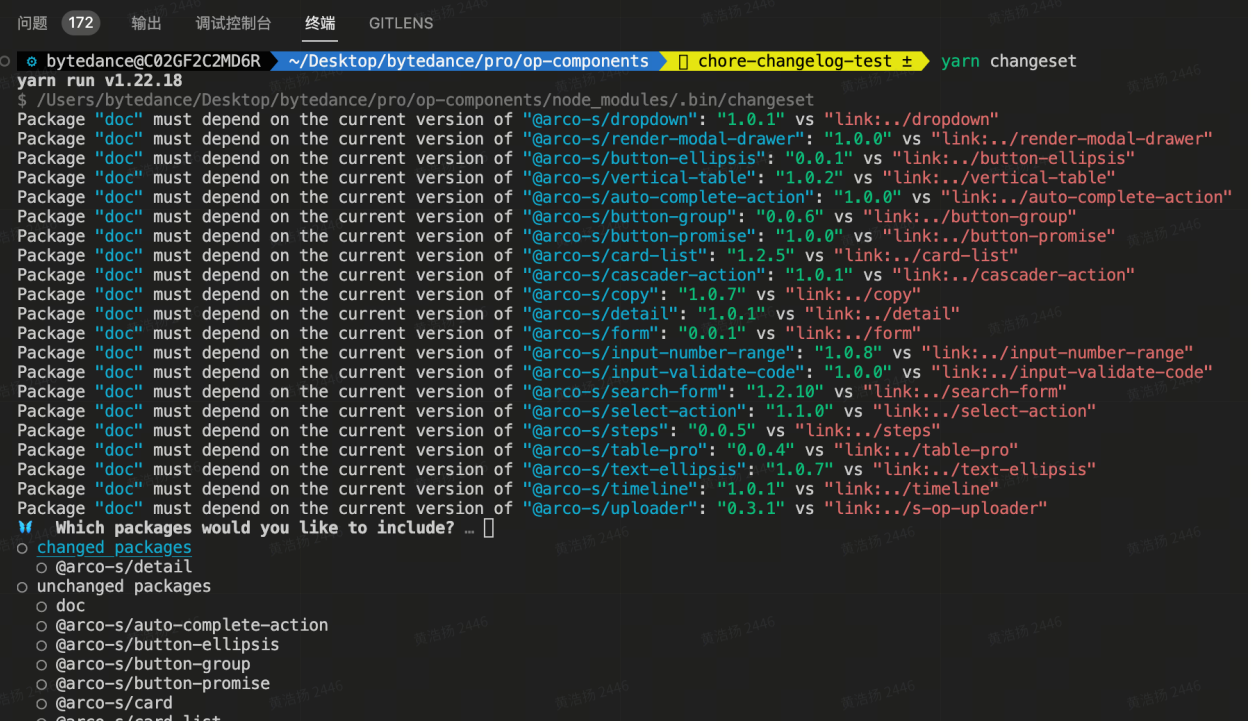 问题 172 输出 调试控制台 终端 GITLENS
bytedance@C02GF2C2MD6R ~/Desktop/bytedance/pro/op-components chore-changelog-test ± yarn changeset
yarn run v1.22.18
$ /Users/bytedance/Desktop/bytedance/pro/op-components/node_modules/.bin/changeset
Package "doc" must depend on the current version of "@arco-s/dropdown": "1.0.1" vs "link:../dropdown"
Package "doc" must depend on the current version of "@arco-s/render-modal-drawer": "1.0.0" vs "link:../render-modal-drawer"
Package "doc" must depend on the current version of "@arco-s/button-ellipsis": "0.0.1" vs "link:../button-ellipsis"
Package "doc" must depend on the current version of "@arco-s/vertical-table": "1.0.2" vs "link:../vertical-table"
Package "doc" must depend on the current version of "@arco-s/auto-complete-action": "1.0.0" vs "link:../auto-complete-action"
Package "doc" must depend on the current version of "@arco-s/button-group": "0.0.6" vs "link:../button-group"
Package "doc" must depend on the current version of "@arco-s/button-promise": "1.0.0" vs "link:../button-promise"
Package "doc" must depend on the current version of "@arco-s/card-list": "1.2.5" vs "link:../card-list"
Package "doc" must depend on the current version of "@arco-s/cascader-action": "1.0.1" vs "link:../cascader-action"
Package "doc" must depend on the current version of "@arco-s/copy": "1.0.7" vs "link:../copy"
Package "doc" must depend on the current version of "@arco-s/detail": "1.0.1" vs "link:../detail"
Package "doc" must depend on the current version of "@arco-s/form": "0.0.1" vs "link:../form"
Package "doc" must depend on the current version of "@arco-s/input-number-range": "1.0.8" vs "link:../input-number-range"
Package "doc" must depend on the current version of "@arco-s/input-validate-code": "1.0.0" vs "link:../input-validate-code"
Package "doc" must depend on the current version of "@arco-s/search-form": "1.2.10" vs "link:../search-form"
Package "doc" must depend on the current version of "@arco-s/select-action": "1.1.0" vs "link:../select-action"
Package "doc" must depend on the current version of "@arco-s/steps": "0.0.5" vs "link:../steps"
Package "doc" must depend on the current version of "@arco-s/table-pro": "0.0.4" vs "link:../table-pro"
Package "doc" must depend on the current version of "@arco-s/text-ellipsis": "1.0.7" vs "link:../text-ellipsis"
Package "doc" must depend on the current version of "@arco-s/timeline": "1.0.1" vs "link:../timeline"
Package "doc" must depend on the current version of "@arco-s/uploader": "0.3.1" vs "link:../s-op-uploader"
Which packages would you like to include? …
changed packages
@arco-s/detail
unchanged packages
doc
@arco-s/auto-complete-action
@arco-s/button-ellipsis
@arco-s/button-group
@arco-s/button-promise
@arco-s/card
@arco-s/card-list
黄浩扬 2446